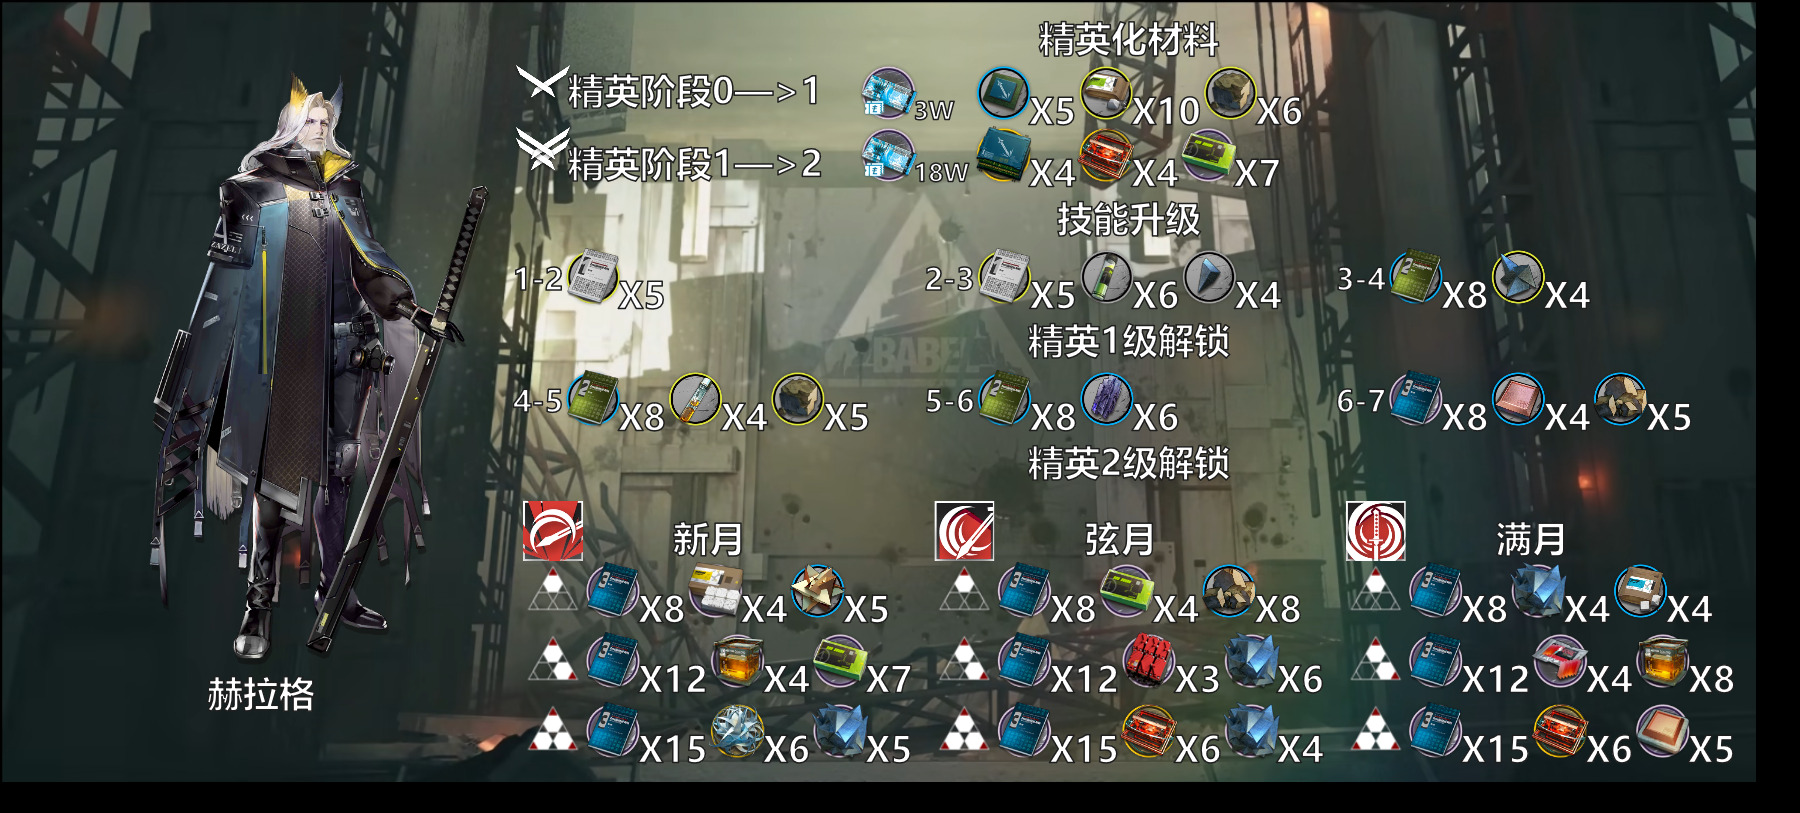 精英化材料
精英阶段0—>1 3W X5 X10 X6
精英阶段1—>2 18W X4 X4 X7
技能升级
1-2 X5 2-3 X5 X6 X4 3-4 X8 X4
精英1级解锁
4-5 X8 X4 X5 5-6 X8 X6 6-7 X8 X4 X5
精英2级解锁
新月 弦月 满月
X8 X4 X5 X8 X4 X8 X8 X4 X4
X12 X4 X7 X12 X3 X6 X12 X4 X8
X15 X6 X5 X15 X6 X4 X15 X6 X5
赫拉格
BABEL